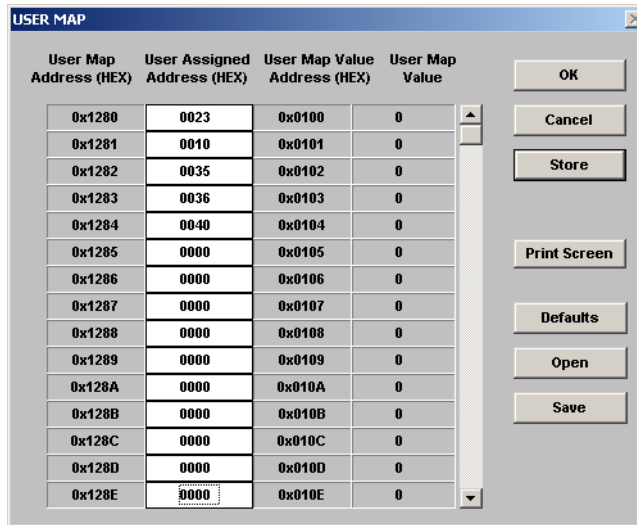 USER MAP
User Map Address (HEX) User Assigned Address (HEX) User Map Value Address (HEX) User Map Value
0x1280 0023 0x0100 0
0x1281 0010 0x0101 0
0x1282 0035 0x0102 0
0x1283 0036 0x0103 0
0x1284 0040 0x0104 0
0x1285 0000 0x0105 0
0x1286 0000 0x0106 0
0x1287 0000 0x0107 0
0x1288 0000 0x0108 0
0x1289 0000 0x0109 0
0x128A 0000 0x010A 0
0x128B 0000 0x010B 0
0x128C 0000 0x010C 0
0x128D 0000 0x010D 0
0x128E 0000 0x010E 0
OK
Cancel
Store
Print Screen
Defaults
Open
Save